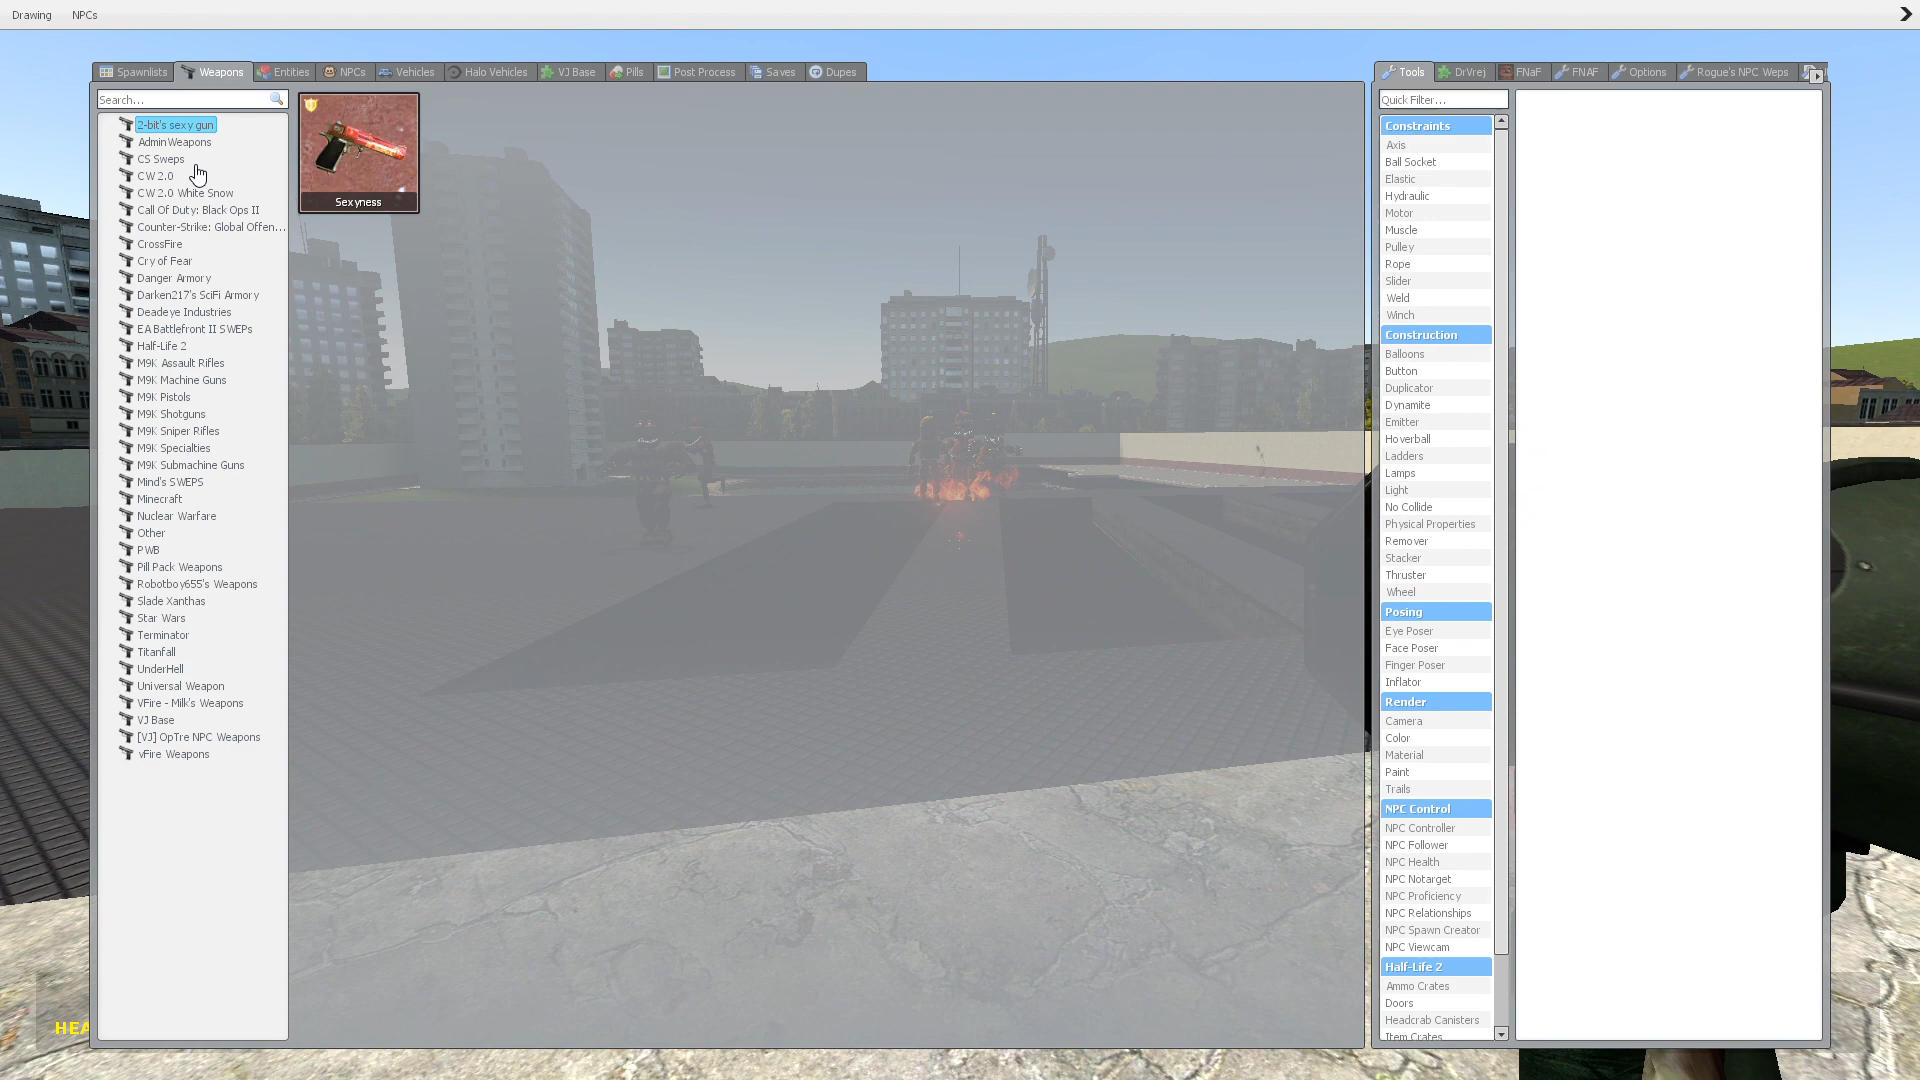 Drawing NPCs
Spawnlists Weapons Entities NPCs Vehicles Halo Vehicles VJ Base Pills Post Process Saves Dupes
Search...
2-bit's sexy gun
AdminWeapons
CS Sweps
CW 2.0
CW 2.0 White Snow
Call Of Duty: Black Ops II
Counter-Strike: Global Offen...
CrossFire
Cry of Fear
Danger Armory
Darken217's SciFi Armory
Deadeye Industries
EA Battlefront II SWEPs
Half-Life 2
M9K Assault Rifles
M9K Machine Guns
M9K Pistols
M9K Shotguns
M9K Sniper Rifles
M9K Specialties
M9K Submachine Guns
Mind's SWEPS
Minecraft
Nuclear Warfare
Other
PWB
Pill Pack Weapons
Robotboy655's Weapons
Slade Xanthas
Star Wars
Terminator
Titanfall
UnderHell
Universal Weapon
VFire - Milk's Weapons
VJ Base
[VJ] OpTre NPC Weapons
vFire Weapons
Sexyness
HEA
Tools DrVrej FNaF FNAF Options Rogue's NPC Weps
Quick Filter...
Constraints
Axis
Ball Socket
Elastic
Hydraulic
Motor
Muscle
Pulley
Rope
Slider
Weld
Winch
Construction
Balloons
Button
Duplicator
Dynamite
Emitter
Hoverball
Ladders
Lamps
Light
No Collide
Physical Properties
Remover
Stacker
Thruster
Wheel
Posing
Eye Poser
Face Poser
Finger Poser
Inflator
Render
Camera
Color
Material
Paint
Trails
NPC Control
NPC Controller
NPC Follower
NPC Health
NPC Notarget
NPC Proficiency
NPC Relationships
NPC Spawn Creator
NPC Viewcam
Half-Life 2
Ammo Crates
Doors
Headcrab Canisters
Item Crates